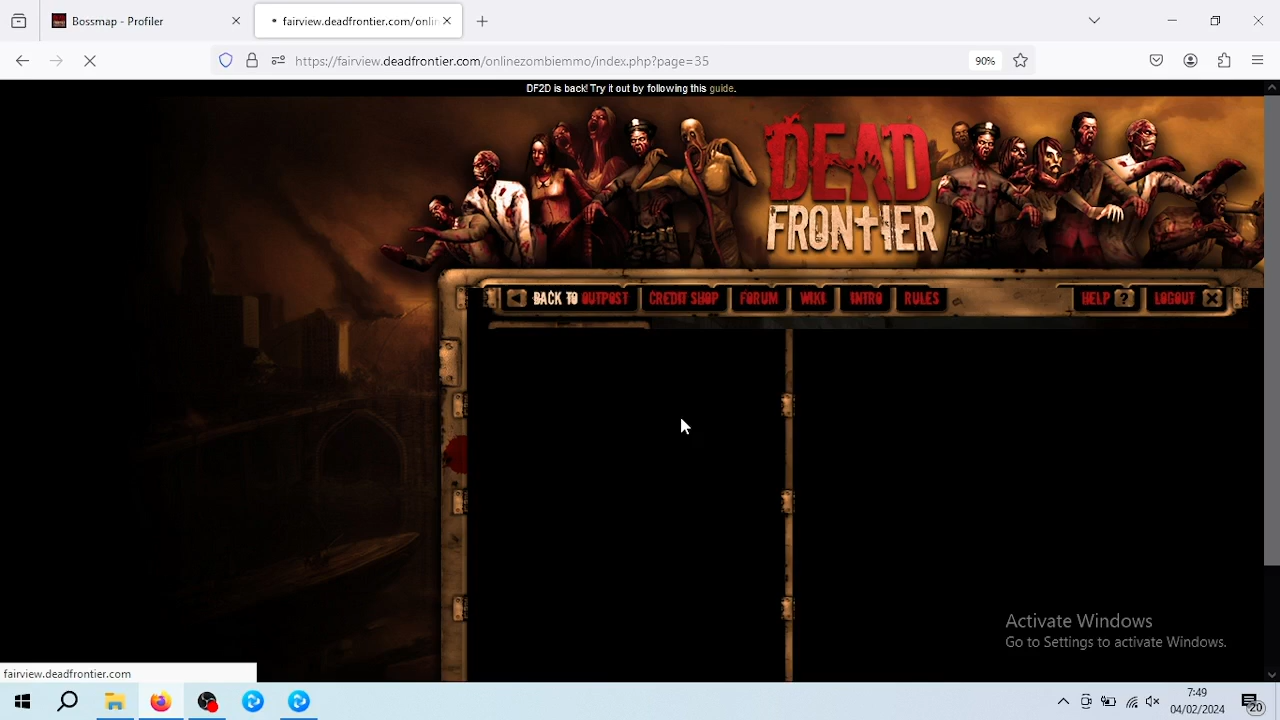 Bossmap - Profiler
fairview.deadfrontier.com/onlin
https://fairview.deadfrontier.com/onlinezombiemmo/index.php?page=35
90%
DF2D is back! Try it out by following this guide.
DEAD
FRONTIER
BACK TO OUTPOST
CREDIT SHOP
FORUM
WIKI
INTRO
RULES
HELP ?
LOGOUT X
Activate Windows
Go to Settings to activate Windows.
fairview.deadfrontier.com
7:49
04/02/2024
20